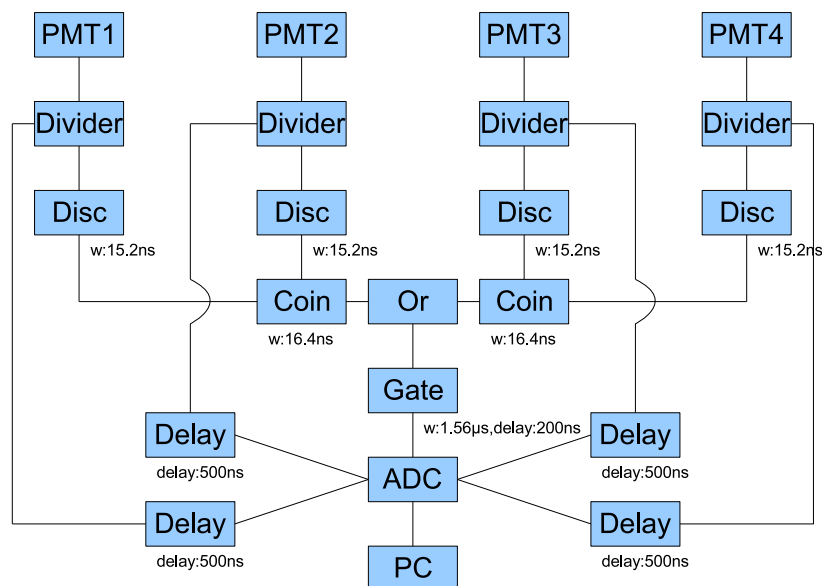 PMT1
PMT2
PMT3
PMT4
Divider
Divider
Divider
Divider
Disc
Disc
Disc
Disc
w:15.2ns
w:15.2ns
w:15.2ns
w:15.2ns
Coin
Or
Coin
w:16.4ns
w:16.4ns
Gate
w:1.56µs,delay:200ns
Delay
Delay
delay:500ns
ADC
delay:500ns
Delay
Delay
delay:500ns
PC
delay:500ns